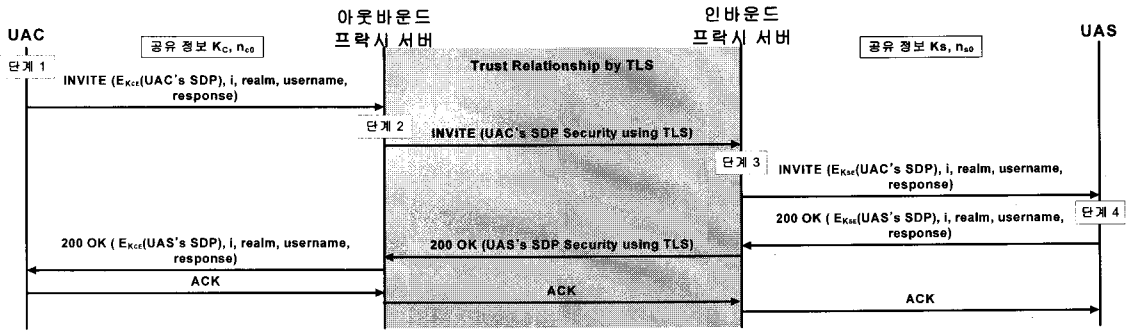 UAC
아웃바운드
프락시 서버
인바운드
프락시 서버
UAS
공유 정보 Kc, nc0
공유 정보 Ks, ns0
단계 1
Trust Relationship by TLS
INVITE (EKCE(UAC's SDP), i, realm, username,
response)
단계 2
INVITE (UAC's SDP Security using TLS)
단계 3
INVITE (EKSE(UAC's SDP), i, realm, username,
response)
단계 4
200 OK ( EKSE(UAS's SDP), i, realm, username,
response)
200 OK (UAS's SDP Security using TLS)
200 OK ( EKCE(UAS's SDP), i, realm, username,
response)
ACK
ACK
ACK